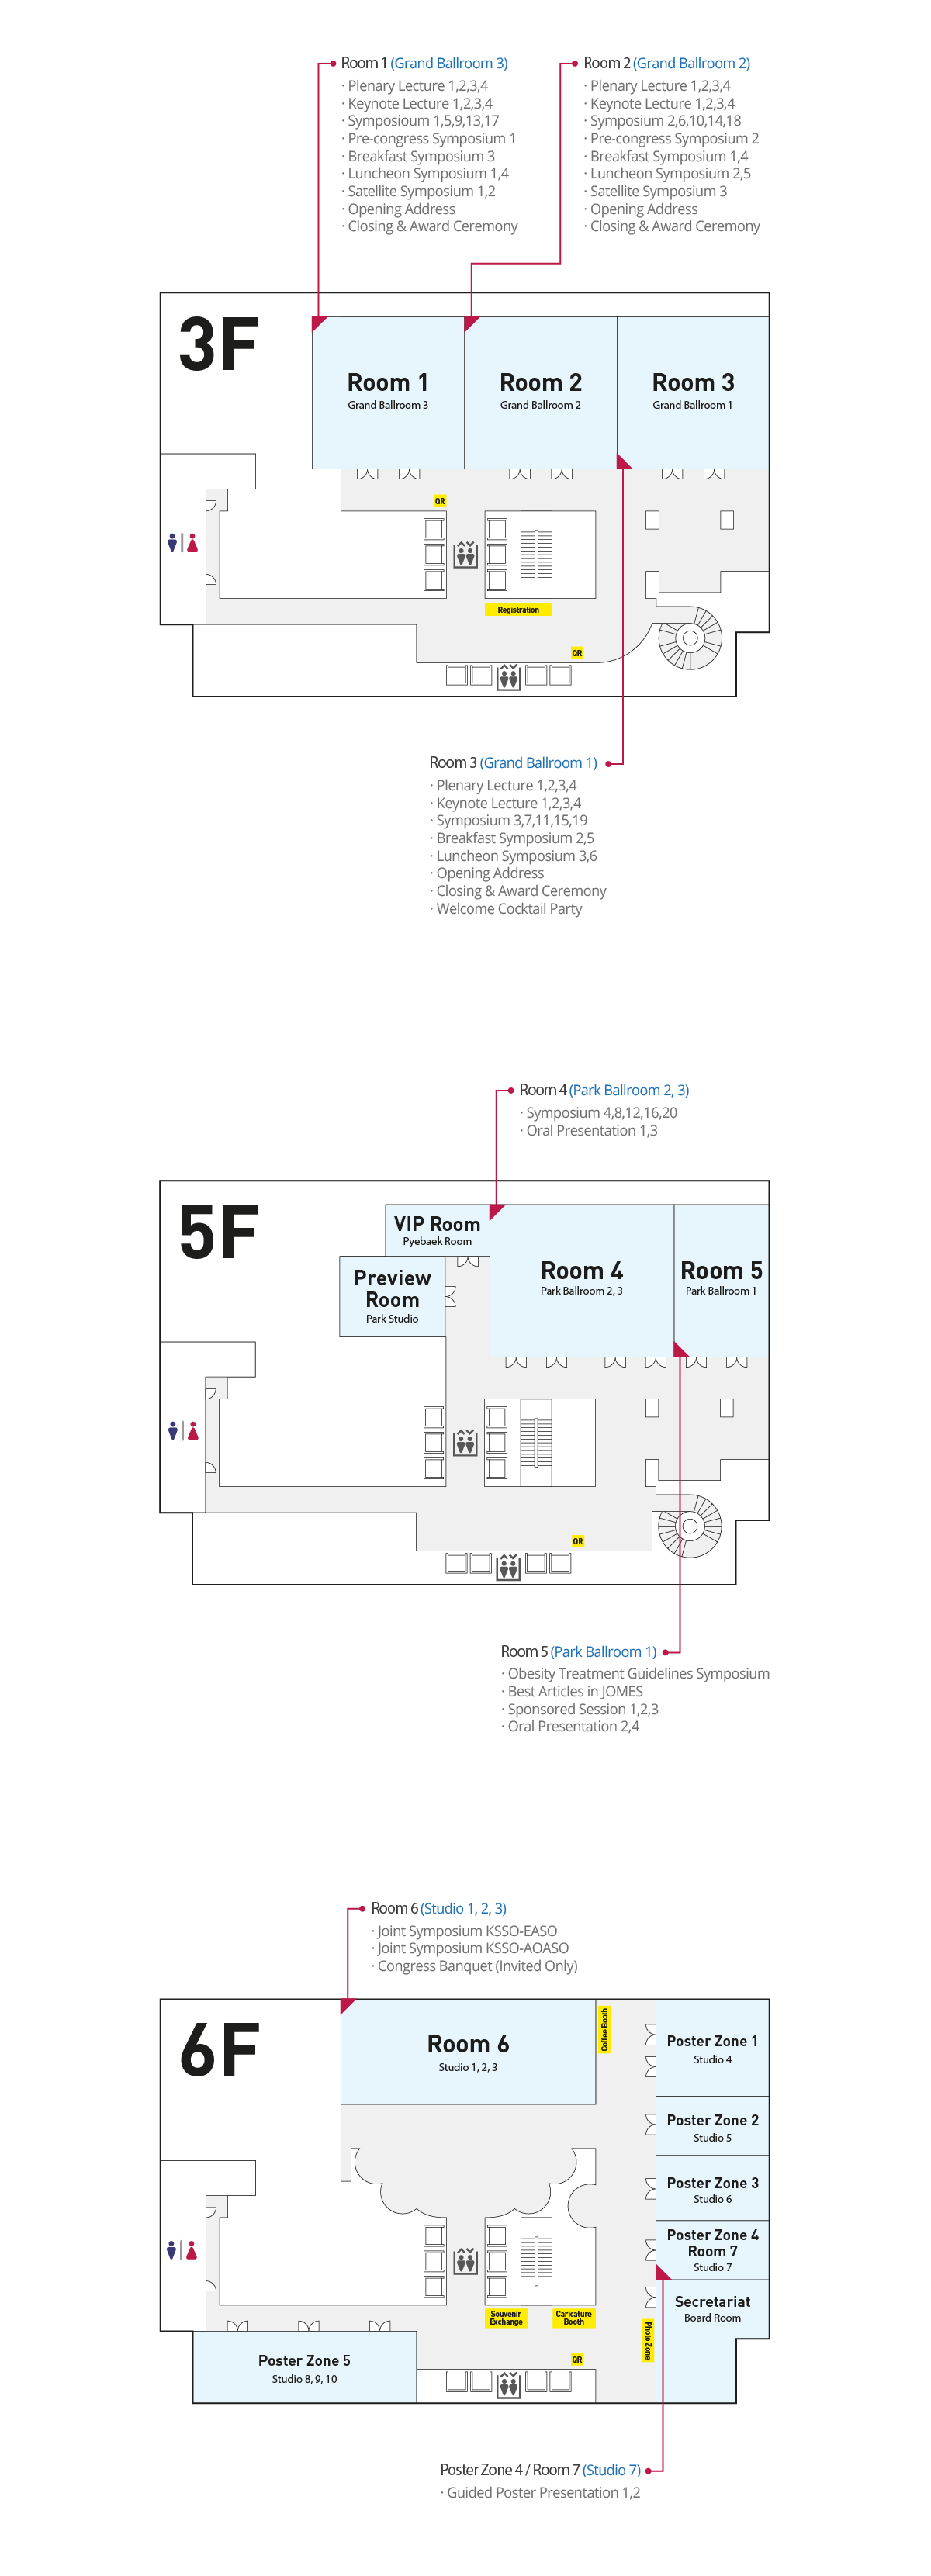 Room 1 (Grand Ballroom 3)
· Plenary Lecture 1,2,3,4
· Keynote Lecture 1,2,3,4
· Symposioum 1,5,9,13,17
· Pre-congress Symposium 1
· Breakfast Symposium 3
· Luncheon Symposium 1,4
· Satellite Symposium 1,2
· Opening Address
· Closing & Award Ceremony
Room 2 (Grand Ballroom 2)
· Plenary Lecture 1,2,3,4
· Keynote Lecture 1,2,3,4
· Symposium 2,6,10,14,18
· Pre-congress Symposium 2
· Breakfast Symposium 1,4
· Luncheon Symposium 2,5
· Satellite Symposium 3
· Opening Address
· Closing & Award Ceremony
3F
Room 1
Grand Ballroom 3
Room 2
Grand Ballroom 2
Room 3
Grand Ballroom 1
QR
Registration
QR
Room 3 (Grand Ballroom 1)
· Plenary Lecture 1,2,3,4
· Keynote Lecture 1,2,3,4
· Symposium 3,7,11,15,19
· Breakfast Symposium 2,5
· Luncheon Symposium 3,6
· Opening Address
· Closing & Award Ceremony
· Welcome Cocktail Party
Room 4 (Park Ballroom 2, 3)
· Symposium 4,8,12,16,20
· Oral Presentation 1,3
5F
VIP Room
Pyebaek Room
Preview
Room
Park Studio
Room 4
Park Ballroom 2, 3
Room 5
Park Ballroom 1
QR
Room 5 (Park Ballroom 1)
· Obesity Treatment Guidelines Symposium
· Best Articles in JOMES
· Sponsored Session 1,2,3
· Oral Presentation 2,4
Room 6 (Studio 1, 2, 3)
· Joint Symposium KSSO-EASO
· Joint Symposium KSSO-AOASO
· Congress Banquet (Invited Only)
6F
Room 6
Studio 1, 2, 3
Coffee Booth
Poster Zone 1
Studio 4
Poster Zone 2
Studio 5
Poster Zone 3
Studio 6
Poster Zone 4
Room 7
Studio 7
Secretariat
Board Room
Souvenir
Exchange
Caricature
Booth
Photo Zone
QR
Poster Zone 5
Studio 8, 9, 10
Poster Zone 4 / Room 7 (Studio 7)
· Guided Poster Presentation 1,2